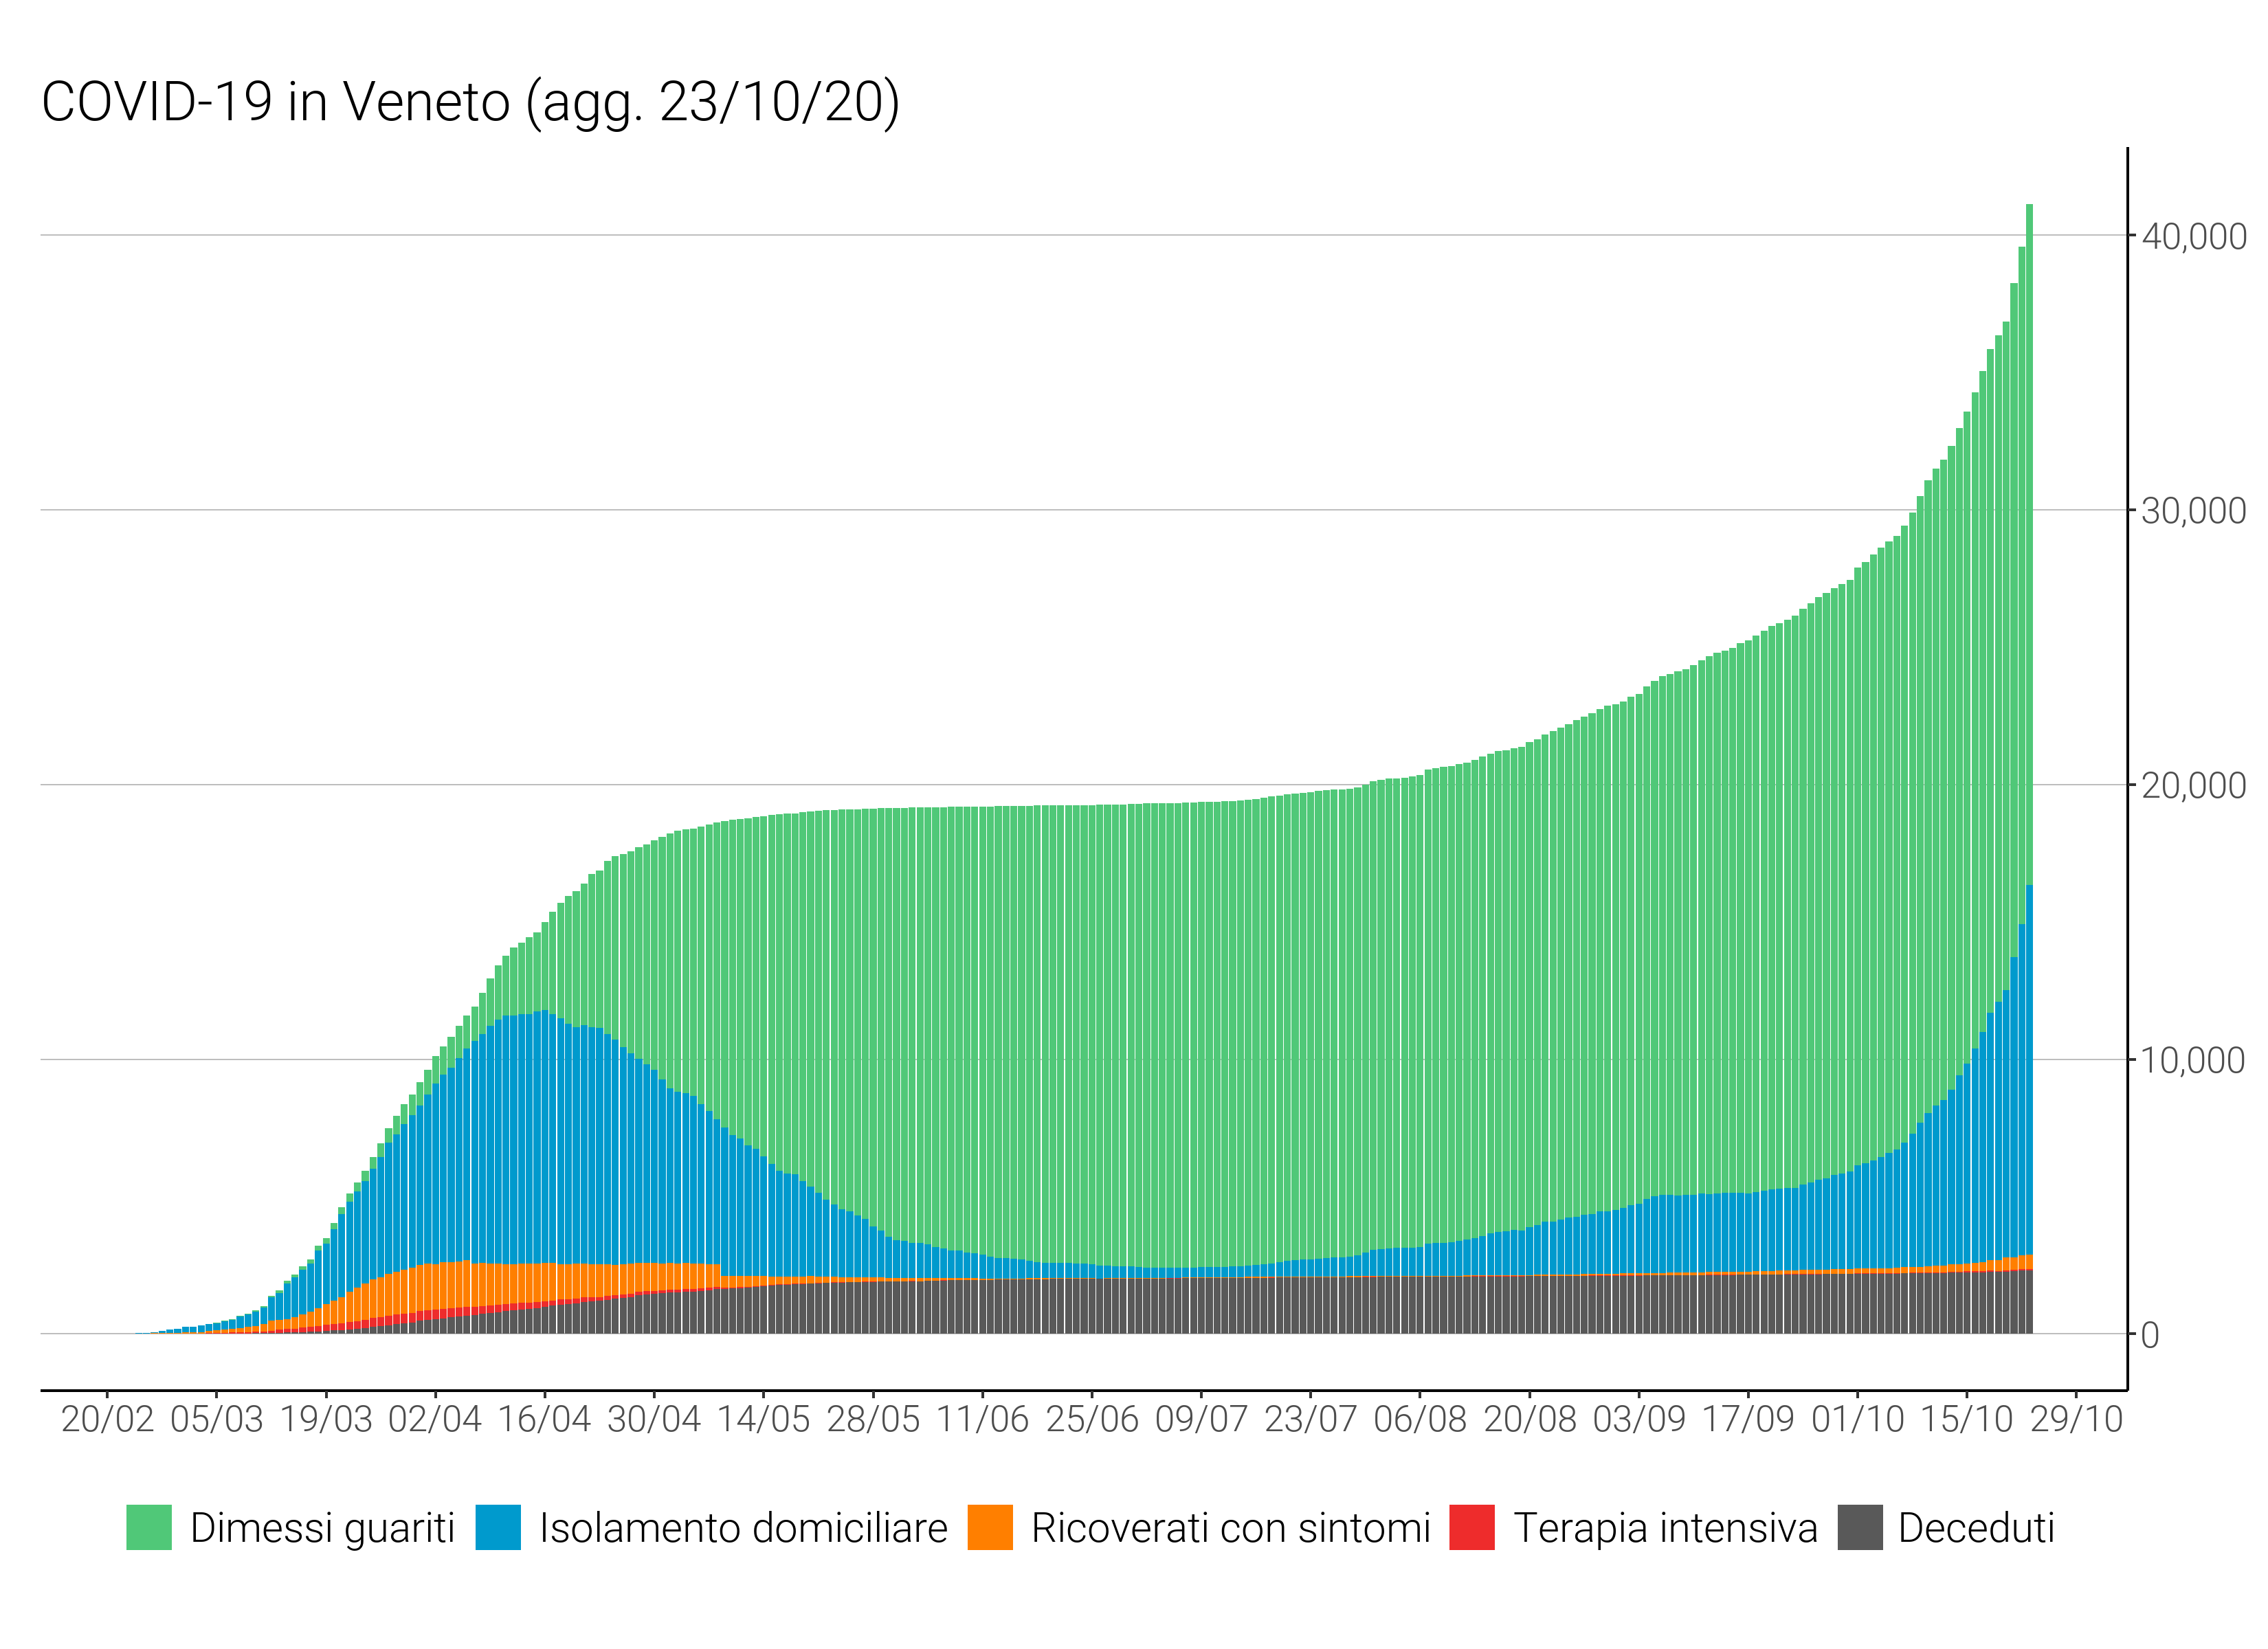 COVID-19 in Veneto (agg. 23/10/20)
40,000
30,000
20,000
10,000
0
20/02 05/03 19/03 02/04 16/04 30/04 14/05 28/05 11/06 25/06 09/07 23/07 06/08 20/08 03/09 17/09 01/10 15/10 29/10
Dimessi guariti Isolamento domiciliare Ricoverati con sintomi Terapia intensiva Deceduti